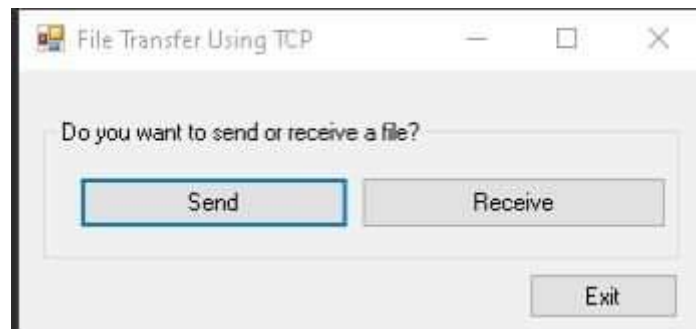 File Transfer Using TCP
Do you want to send or receive a file?
Send Receive
Exit